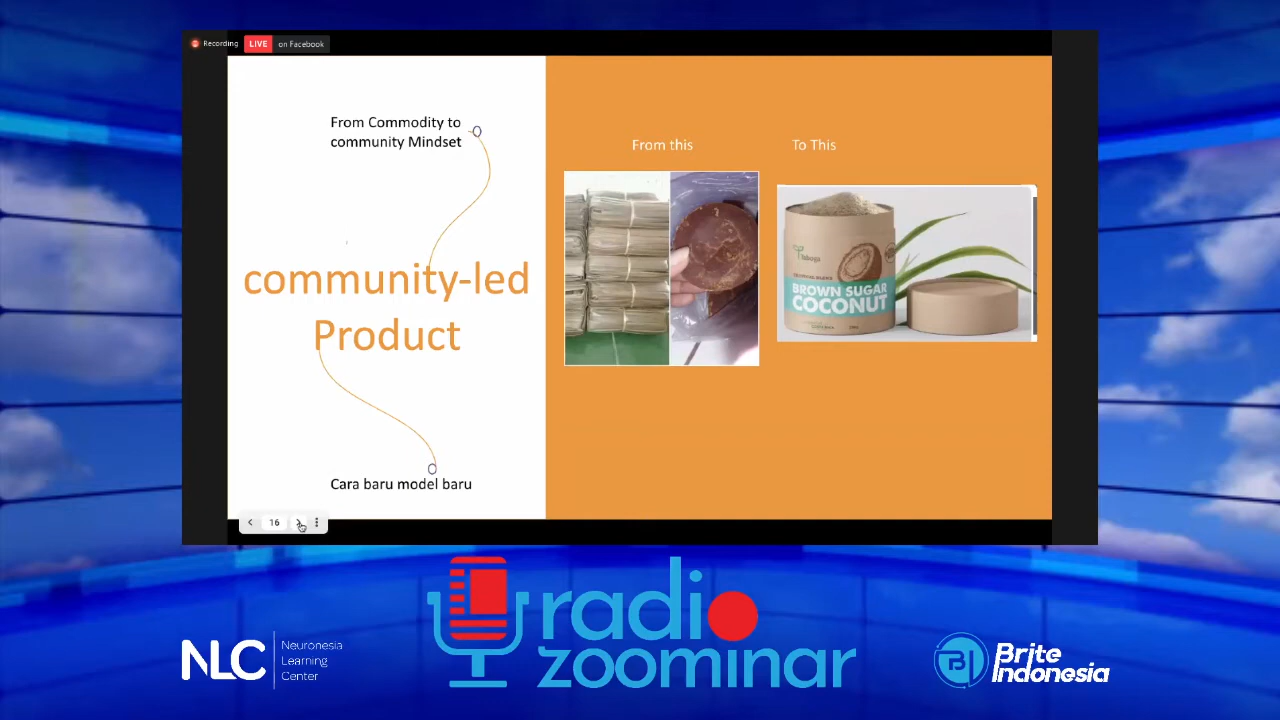 Recording
LIVE
on Facebook
From Commodity to
community Mindset
community-led
Product
Cara baru model baru
From this
To This
BROWN SUGAR
COCONUT
16
NLC
Neuronesia
Learning
Center
radio
zoominar
Brite
Indonesia